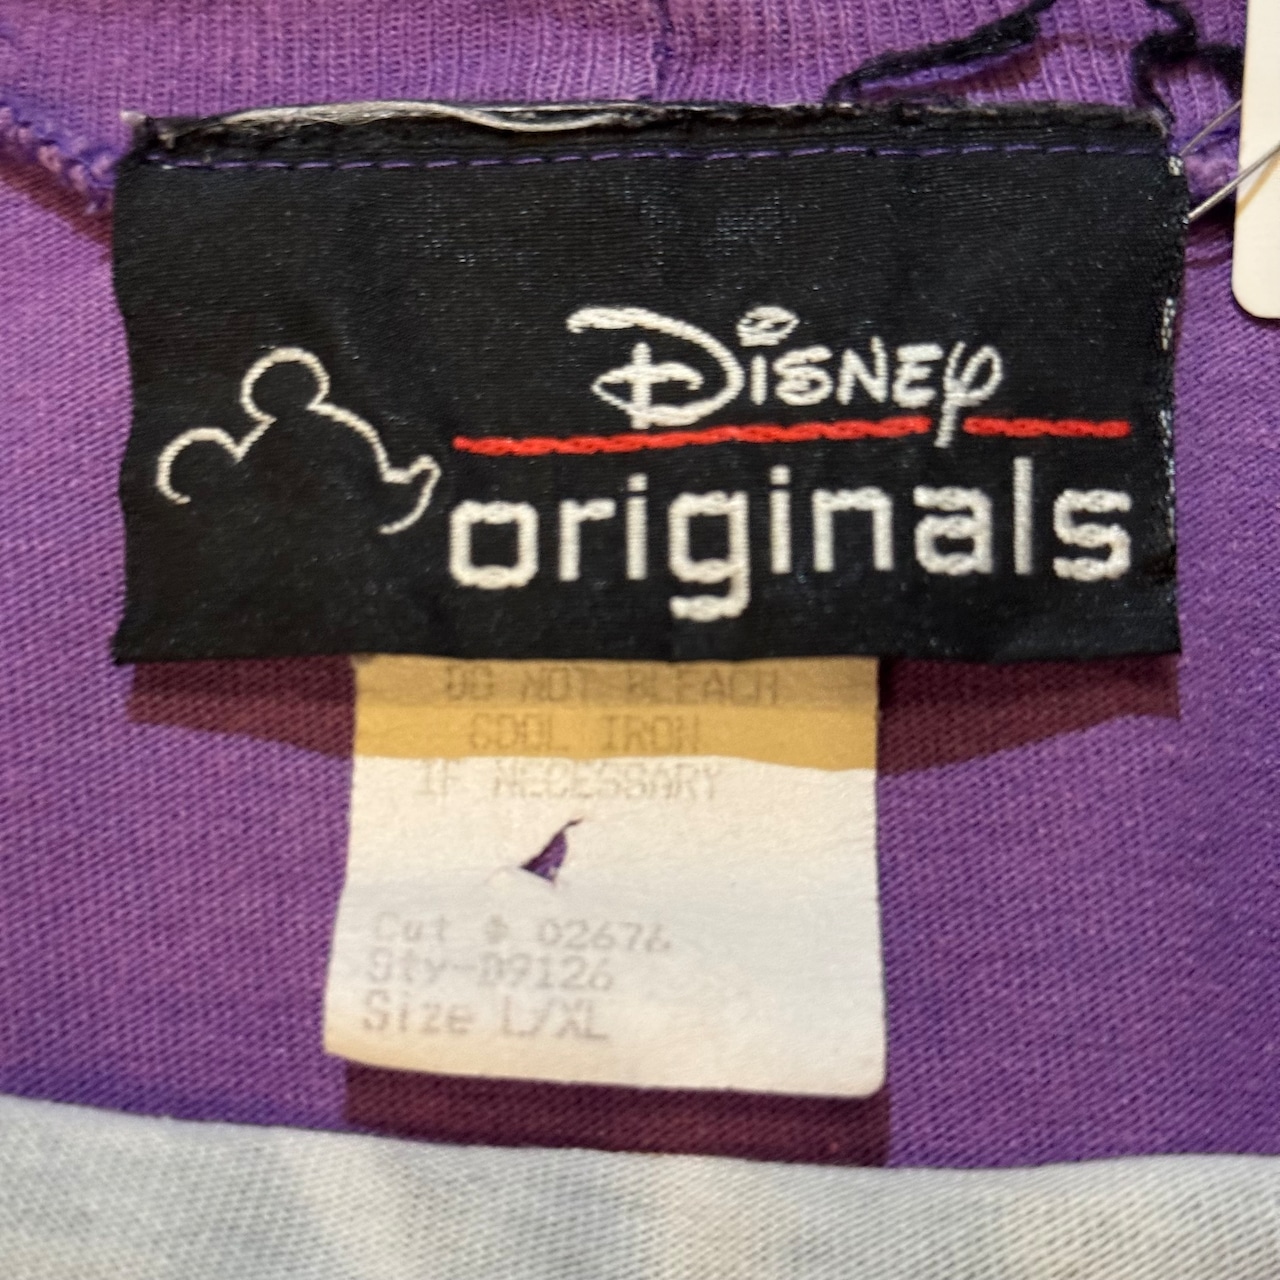 Disney
originals
DO NOT BLEACH
COOL IRON
IF NECESSARY
Cut # 02676
Sty-D9126
Size L/XL